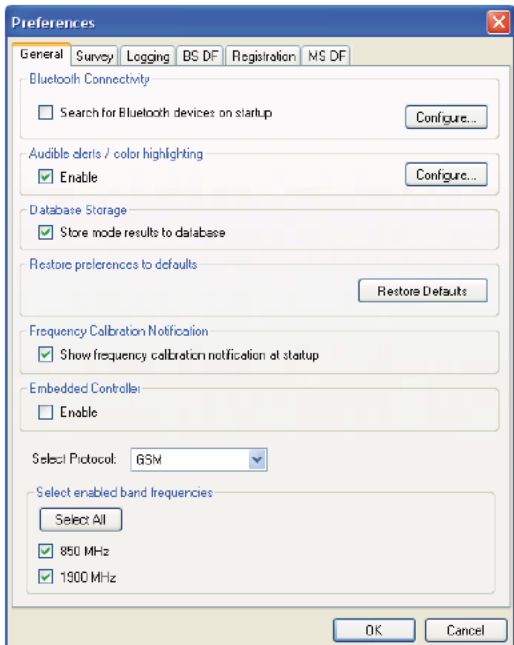 Preferences
General Survey Logging BS DF Registration MS DF
Bluetooth Connectivity
Search for Bluetooth devices on startup
Configure...
Audible alerts / color highlighting
Enable
Configure...
Database Storage
Store mode results to database
Restore preferences to defaults
Restore Defaults
Frequency Calibration Notification
Show frequency calibration notification at startup
Embedded Controller
Enable
Select Protocol: GSM
Select enabled band frequencies
Select All
850 MHz
1900 MHz
OK Cancel